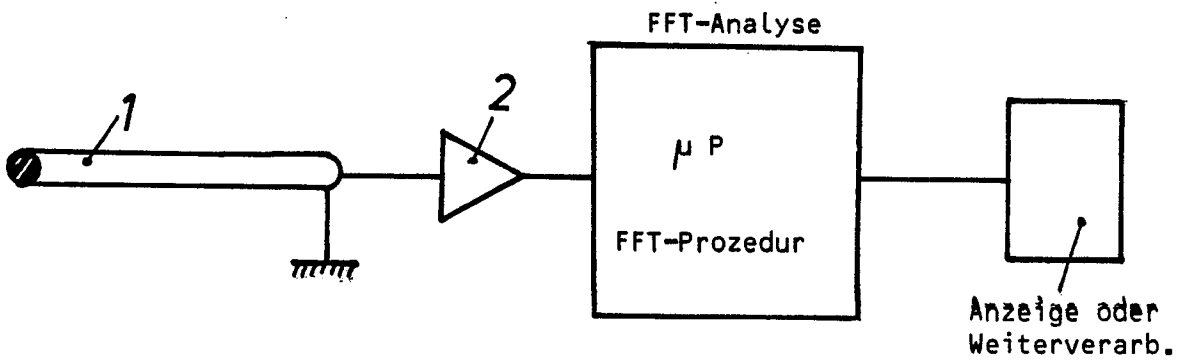 FFT-Analyse
1
2
µ P
FFT-Prozedur
Anzeige oder
Weiterverarb.